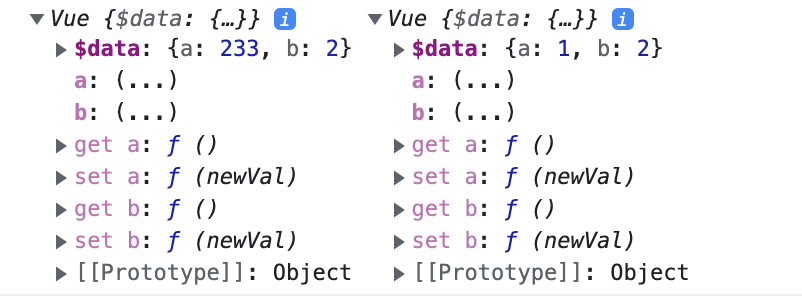 ▼Vue {$data: {…}} i
▶$data: {a: 233, b: 2}
a: (...)
b: (...)
▶get a: ƒ ()
▶set a: ƒ (newVal)
▶get b: ƒ ()
▶set b: ƒ (newVal)
▶[[Prototype]]: Object
▼Vue {$data: {…}} i
▶$data: {a: 1, b: 2}
a: (...)
b: (...)
▶get a: ƒ ()
▶set a: ƒ (newVal)
▶get b: ƒ ()
▶set b: ƒ (newVal)
▶[[Prototype]]: Object